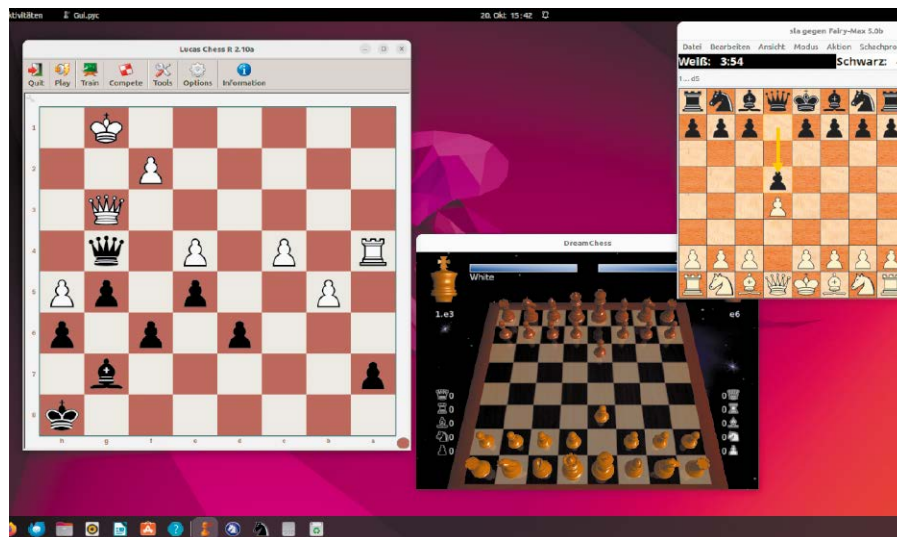 ktivitäten Gui.pyc 20. Okt 15:42
Lucas Chess R 2.10a
Quit Play Train Compete Tools Options Information
1
2
3
4
5
6
7
8
h g f e d c b a
DreamChess
White
1.e3 e6
0 0
0 0
0 0
0 0
0 0
sla gegen Fairy-Max 5.0b
Datei Bearbeiten Ansicht Modus Aktion Schachpro
Weiß: 3:54 Schwarz:
1... d5